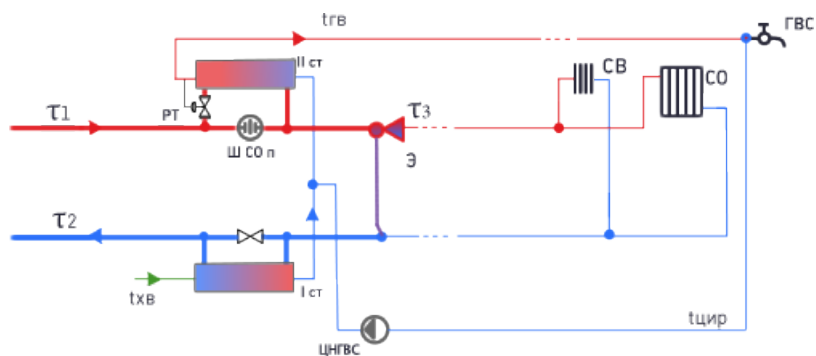 tгв
ГВС
II ст
СВ
СО
τ1
РТ
τ3
Ш СО п
Э
τ2
tхв
I ст
tцир
ЦНГВС